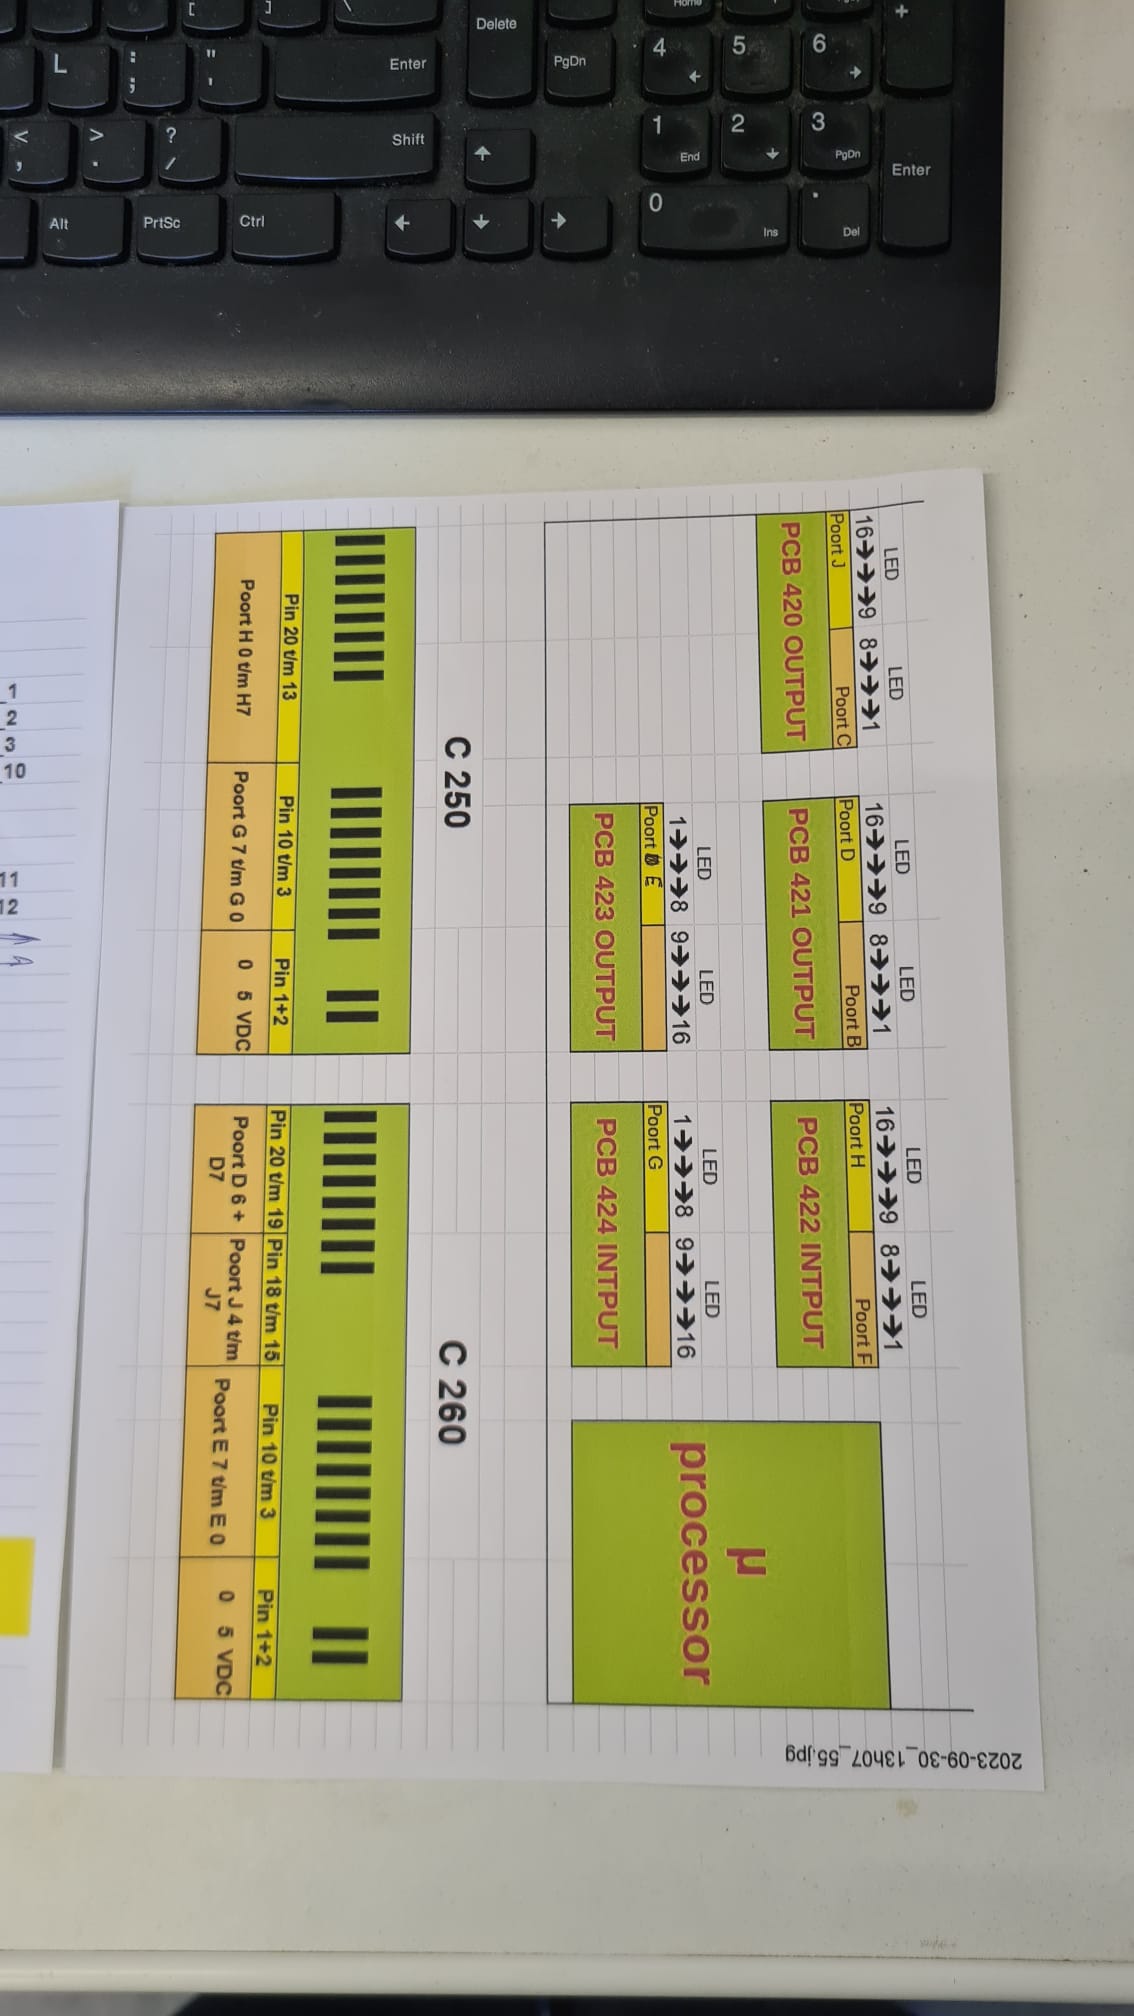 [
]
\
Delete
Home
+
L
:
;
"
'
Enter
PgDn
4
5
6
<
,
>
.
?
/
Shift
1
End
2
3
PgDn
Enter
Alt
PrtSc
Ctrl
0
Ins
.
Del
2023-09-30_13h07_55.jpg
LED LED LED LED LED LED
16→→→9 8→→→1 16→→→9 8→→→1 16→→→9 8→→→1
Poort J Poort C Poort D Poort B Poort H Poort F
PCB 420 OUTPUT PCB 421 OUTPUT PCB 422 INTPUT
µ
processor
LED LED LED LED
1→→→8 9→→→16 1→→→8 9→→→16
Poort E Poort G
PCB 423 OUTPUT PCB 424 INTPUT
C 250 C 260
Pin 20 t/m 13 Pin 10 t/m 3 Pin 1+2 Pin 20 t/m 19 Pin 18 t/m 15 Pin 10 t/m 3 Pin 1+2
Poort H 0 t/m H7 Poort G 7 t/m G 0 0 5 VDC Poort D 6 + Poort J 4 t/m Poort E 7 t/m E 0 0 5 VDC
D7 J7
1
2
3
10
11
12